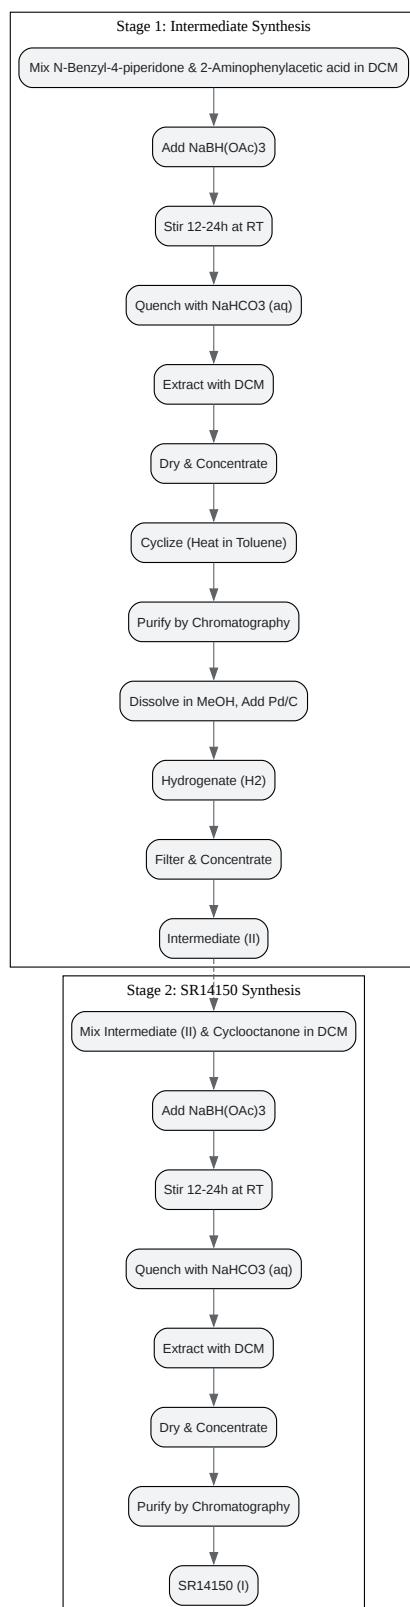 Stage 1: Intermediate Synthesis
Mix N-Benzyl-4-piperidone & 2-Aminophenylacetic acid in DCM
Add NaBH(OAc)3
Stir 12-24h at RT
Quench with NaHCO3 (aq)
Extract with DCM
Dry & Concentrate
Cyclize (Heat in Toluene)
Purify by Chromatography
Dissolve in MeOH, Add Pd/C
Hydrogenate (H2)
Filter & Concentrate
Intermediate (II)
Stage 2: SR14150 Synthesis
Mix Intermediate (II) & Cyclooctanone in DCM
Add NaBH(OAc)3
Stir 12-24h at RT
Quench with NaHCO3 (aq)
Extract with DCM
Dry & Concentrate
Purify by Chromatography
SR14150 (I)